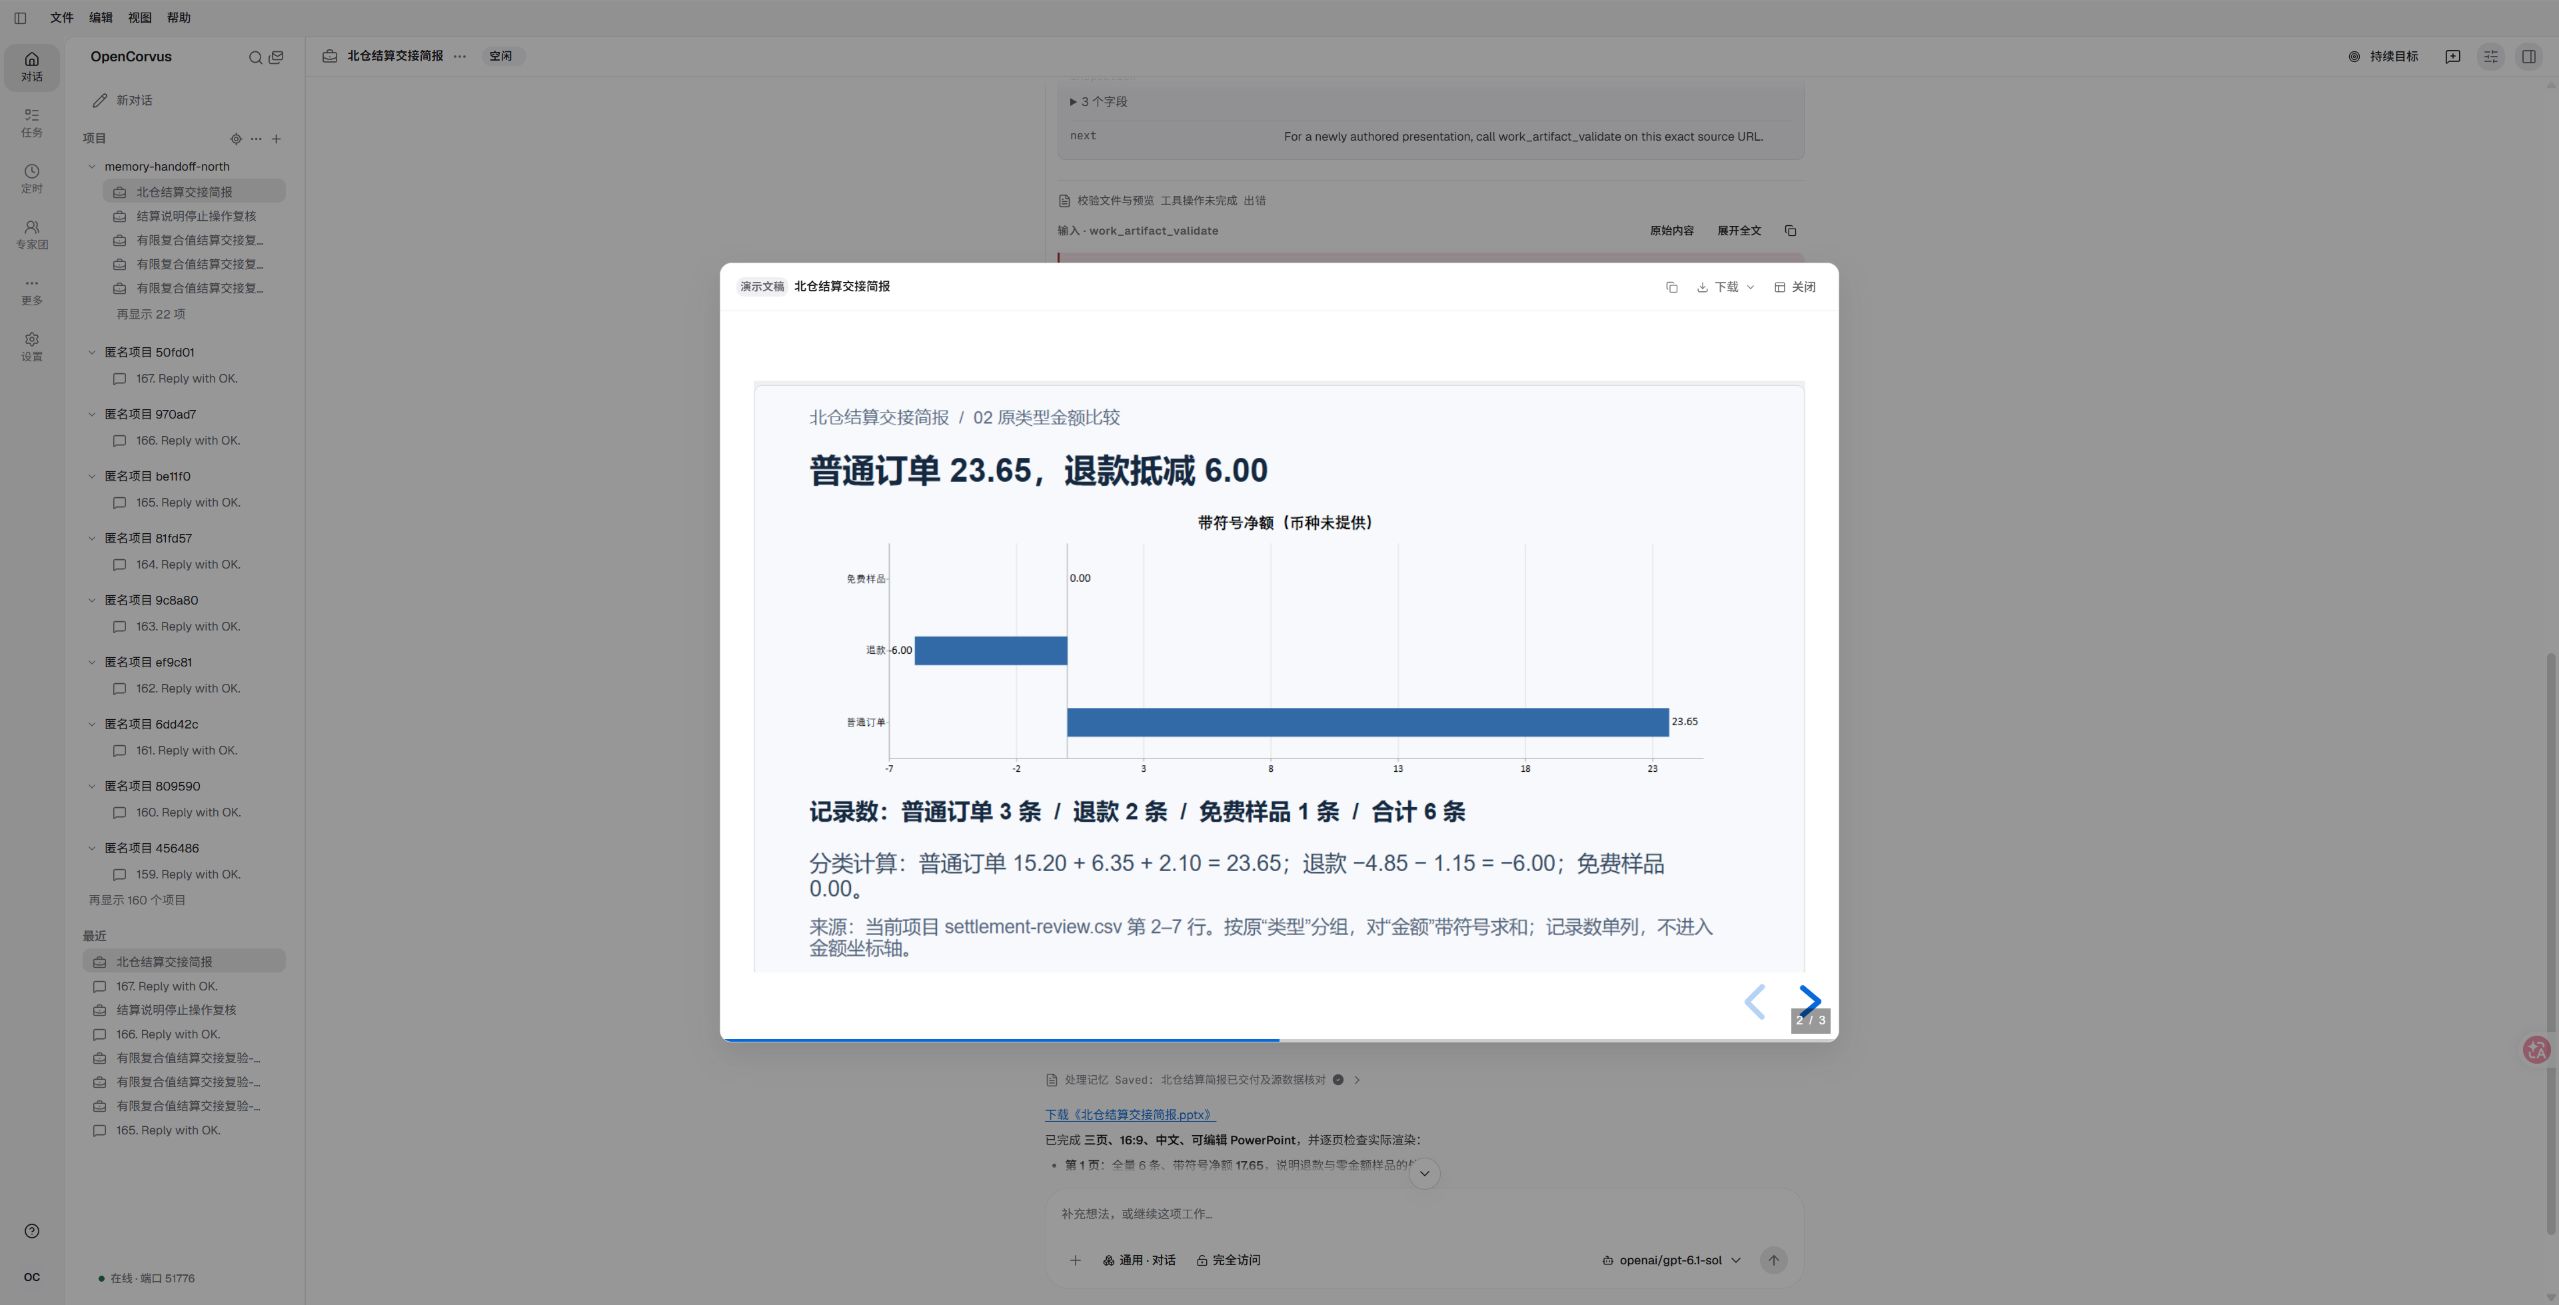 文件 编辑 视图 帮助
对话
任务
定时
专家团
更多
设置
OC
OpenCorvus
新对话
项目
memory-handoff-north
北仓结算交接简报
结算说明停止操作复核
有限复合值结算交接复...
有限复合值结算交接复...
有限复合值结算交接复...
再显示 22 项
匿名项目 50fd01
167. Reply with OK.
匿名项目 970ad7
166. Reply with OK.
匿名项目 be11f0
165. Reply with OK.
匿名项目 81fd57
164. Reply with OK.
匿名项目 9c8a80
163. Reply with OK.
匿名项目 ef9c81
162. Reply with OK.
匿名项目 6dd42c
161. Reply with OK.
匿名项目 809590
160. Reply with OK.
匿名项目 456486
159. Reply with OK.
再显示 160 个项目
最近
北仓结算交接简报
167. Reply with OK.
结算说明停止操作复核
166. Reply with OK.
有限复合值结算交接复验-...
有限复合值结算交接复验-...
有限复合值结算交接复验-...
165. Reply with OK.
在线 · 端口 51776
北仓结算交接简报 ··· 空闲
持续目标
3 个字段
next For a newly authored presentation, call work_artifact_validate on this exact source URL.
校验文件与预览 工具操作未完成 出错
输入 · work_artifact_validate 原始内容 展开全文
演示文稿 北仓结算交接简报 下载 关闭
北仓结算交接简报 / 02 原类型金额比较
普通订单 23.65，退款抵减 6.00
带符号净额（币种未提供）
免费样品 0.00
退款 -6.00
普通订单 23.65
-7 -2 3 8 13 18 23
记录数：普通订单 3 条 / 退款 2 条 / 免费样品 1 条 / 合计 6 条
分类计算：普通订单 15.20 + 6.35 + 2.10 = 23.65；退款 −4.85 − 1.15 = −6.00；免费样品
0.00。
来源：当前项目 settlement-review.csv 第 2–7 行。按原“类型”分组，对“金额”带符号求和；记录数单列，不进入
金额坐标轴。
2 / 3
处理记忆 Saved: 北仓结算简报已交付及源数据核对
下载《北仓结算交接简报.pptx》
已完成 三页、16:9、中文、可编辑 PowerPoint，并逐页检查实际渲染：
• 第 1 页：全量 6 条、带符号净额 17.65，说明退款与零金额样品的
补充想法，或继续这项工作...
通用 · 对话 完全访问 openai/gpt-6.1-sol